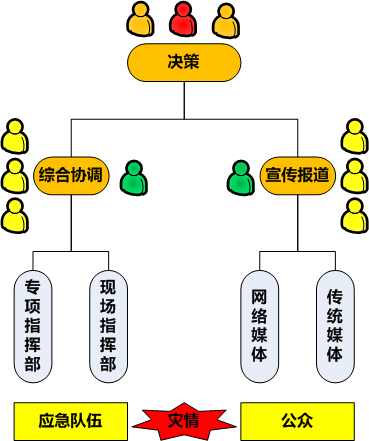 决策
综合协调
宣传报道
专项指挥部
现场指挥部
网络媒体
传统媒体
应急队伍
灾情
公众